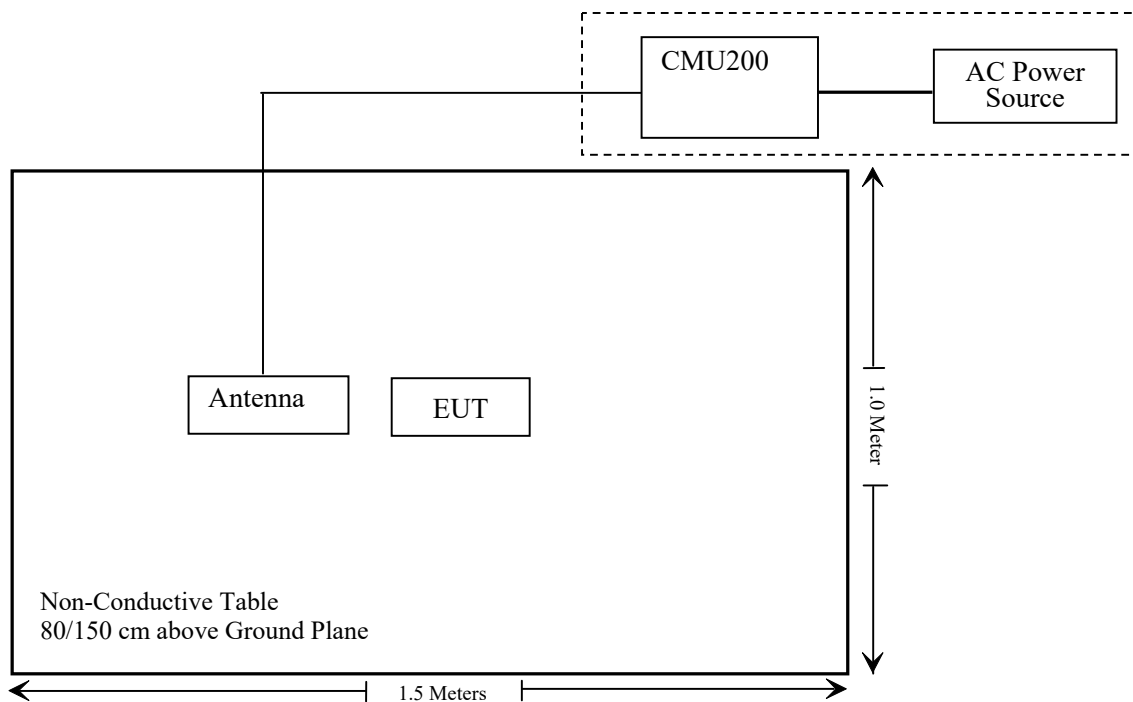 CMU200
AC Power
Source
Antenna
EUT
1.0 Meter
Non-Conductive Table
80/150 cm above Ground Plane
1.5 Meters